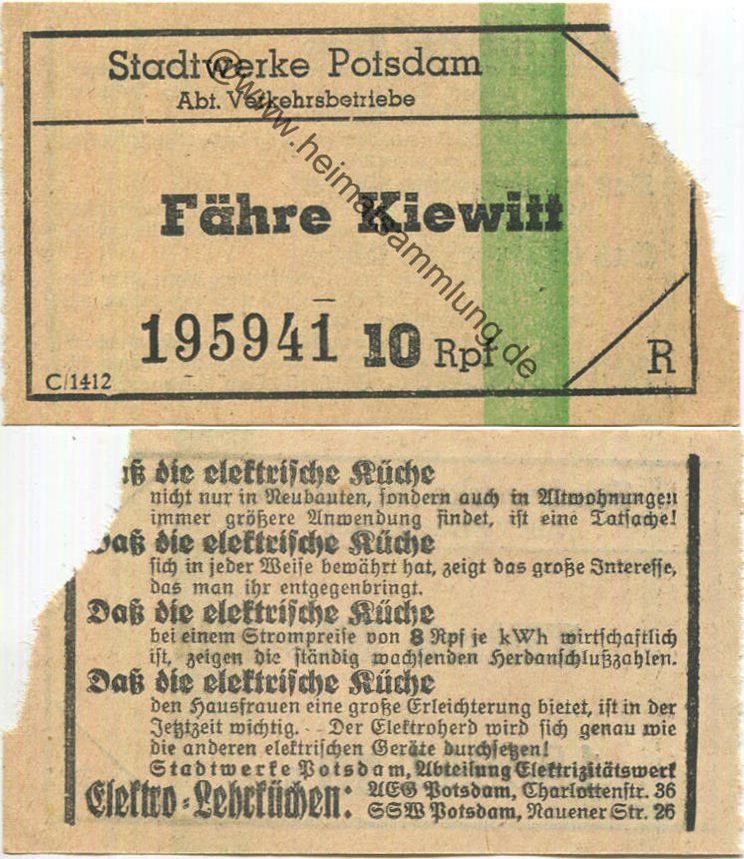 Stadtwerke Potsdam
Abt. Verkehrsbetriebe
Fähre Kiewitt
195941 10 Rpf
R
C/1412
©www.heimatsammlung.de
Daß die elektrische Küche
nicht nur in Neubauten, sondern auch in Altwohnungen
immer größere Anwendung findet, ist eine Tatsache!
Daß die elektrische Küche
sich in jeder Weise bewährt hat, zeigt das große Interesse,
das man ihr entgegenbringt.
Daß die elektrische Küche
bei einem Strompreise von 8 Rpf je kWh wirtschaftlich
ist, zeigen die ständig wachsenden Herdanschlußzahlen.
Daß die elektrische Küche
den Hausfrauen eine große Erleichterung bietet, ist in der
Jetztzeit wichtig. - - Der Elektroherd wird sich genau wie
die anderen elektrischen Geräte durchsetzen!
Stadtwerke Potsdam, Abteilung Elektrizitätswerk
Elektro-Lehrküchen: AEG Potsdam, Charlottenstr. 36
SSW Potsdam, Nauener Str. 26